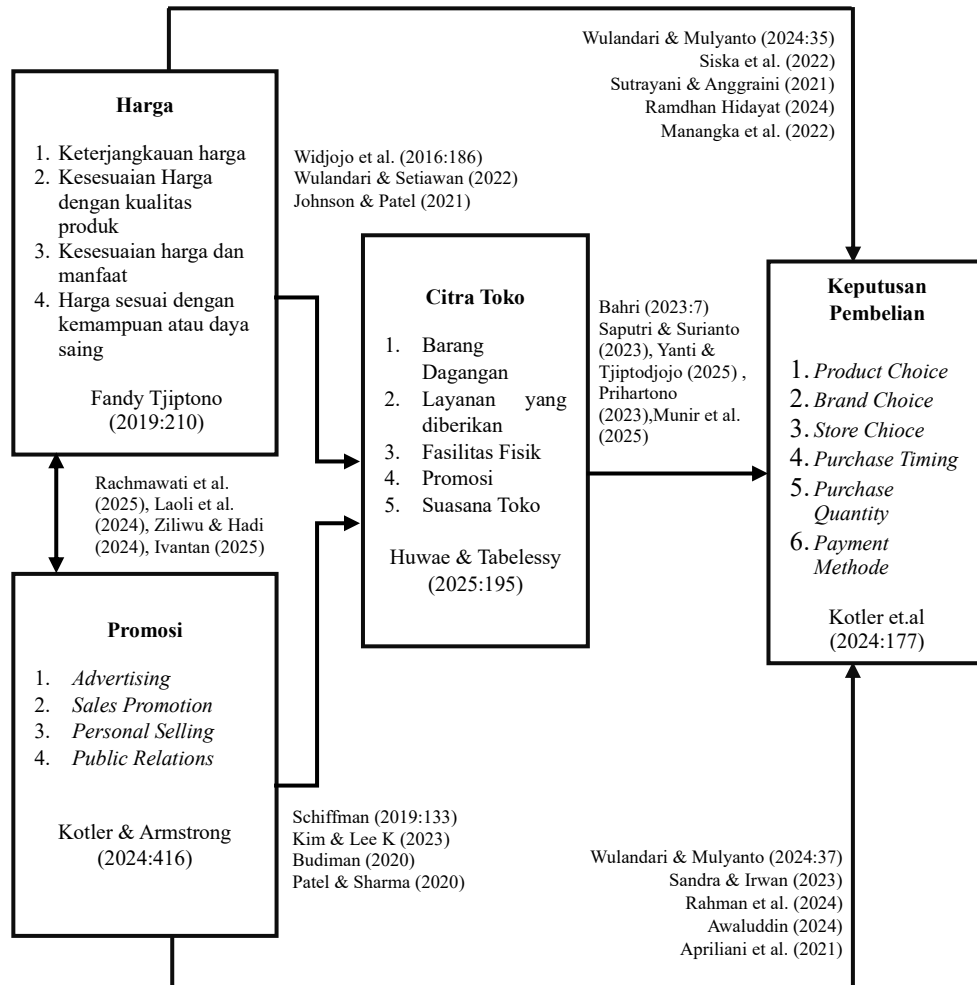 Wulandari & Mulyanto (2024:35)
Siska et al. (2022)
Sutrayani & Anggraini (2021)
Ramdhan Hidayat (2024)
Manangka et al. (2022)
Harga
1. Keterjangkauan harga
2. Kesesuaian Harga
dengan kualitas
produk
3. Kesesuaian harga dan
manfaat
4. Harga sesuai dengan
kemampuan atau daya
saing
Fandy Tjiptono
(2019:210)
Widjojo et al. (2016:186)
Wulandari & Setiawan (2022)
Johnson & Patel (2021)
Rachmawati et al.
(2025), Laoli et al.
(2024), Ziliwu & Hadi
(2024), Ivantan (2025)
Promosi
1. Advertising
2. Sales Promotion
3. Personal Selling
4. Public Relations
Kotler & Armstrong
(2024:416)
Schiffman (2019:133)
Kim & Lee K (2023)
Budiman (2020)
Patel & Sharma (2020)
Citra Toko
1. Barang
Dagangan
2. Layanan yang
diberikan
3. Fasilitas Fisik
4. Promosi
5. Suasana Toko
Huwae & Tabelessy
(2025:195)
Bahri (2023:7)
Saputri & Surianto
(2023), Yanti &
Tjiptodjojo (2025) ,
Prihartono
(2023),Munir et al.
(2025)
Keputusan
Pembelian
1. Product Choice
2. Brand Choice
3. Store Chioce
4. Purchase Timing
5. Purchase
Quantity
6. Payment
Methode
Kotler et.al
(2024:177)
Wulandari & Mulyanto (2024:37)
Sandra & Irwan (2023)
Rahman et al. (2024)
Awaluddin (2024)
Apriliani et al. (2021)